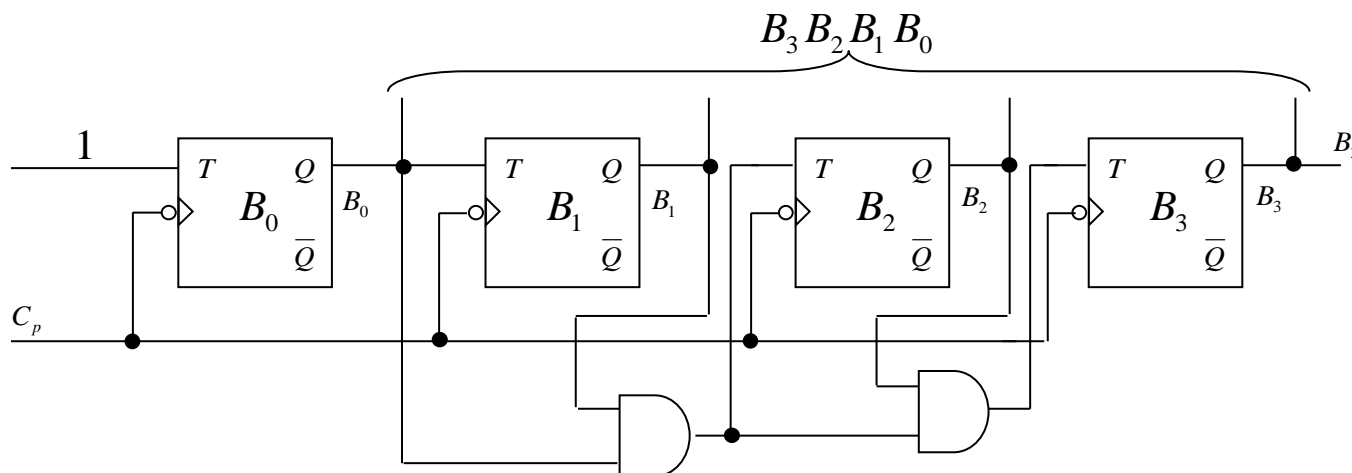 B₃ B₂ B₁ B₀
1
T Q B₀ Q̅ B₀
T Q B₁ Q̅ B₁
T Q B₂ Q̅ B₂
T Q B₃ Q̅ B₃
Cₚ